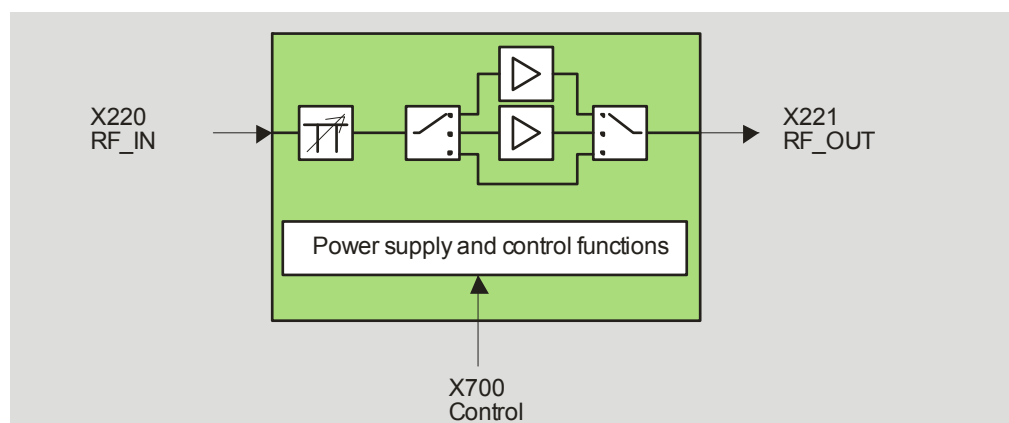 X220
RF_IN
X221
RF_OUT
Power supply and control functions
X700
Control